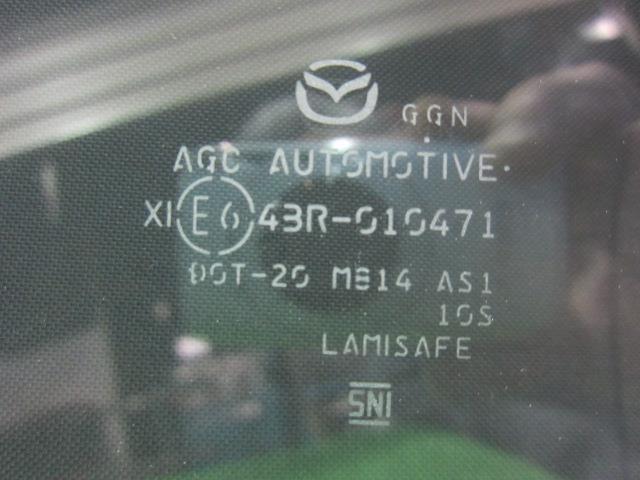 GGN
AGC AUTOMOTIVE
XI E6 43R-010471
DOT-20 M814 AS1
10S
LAMISAFE
SNI